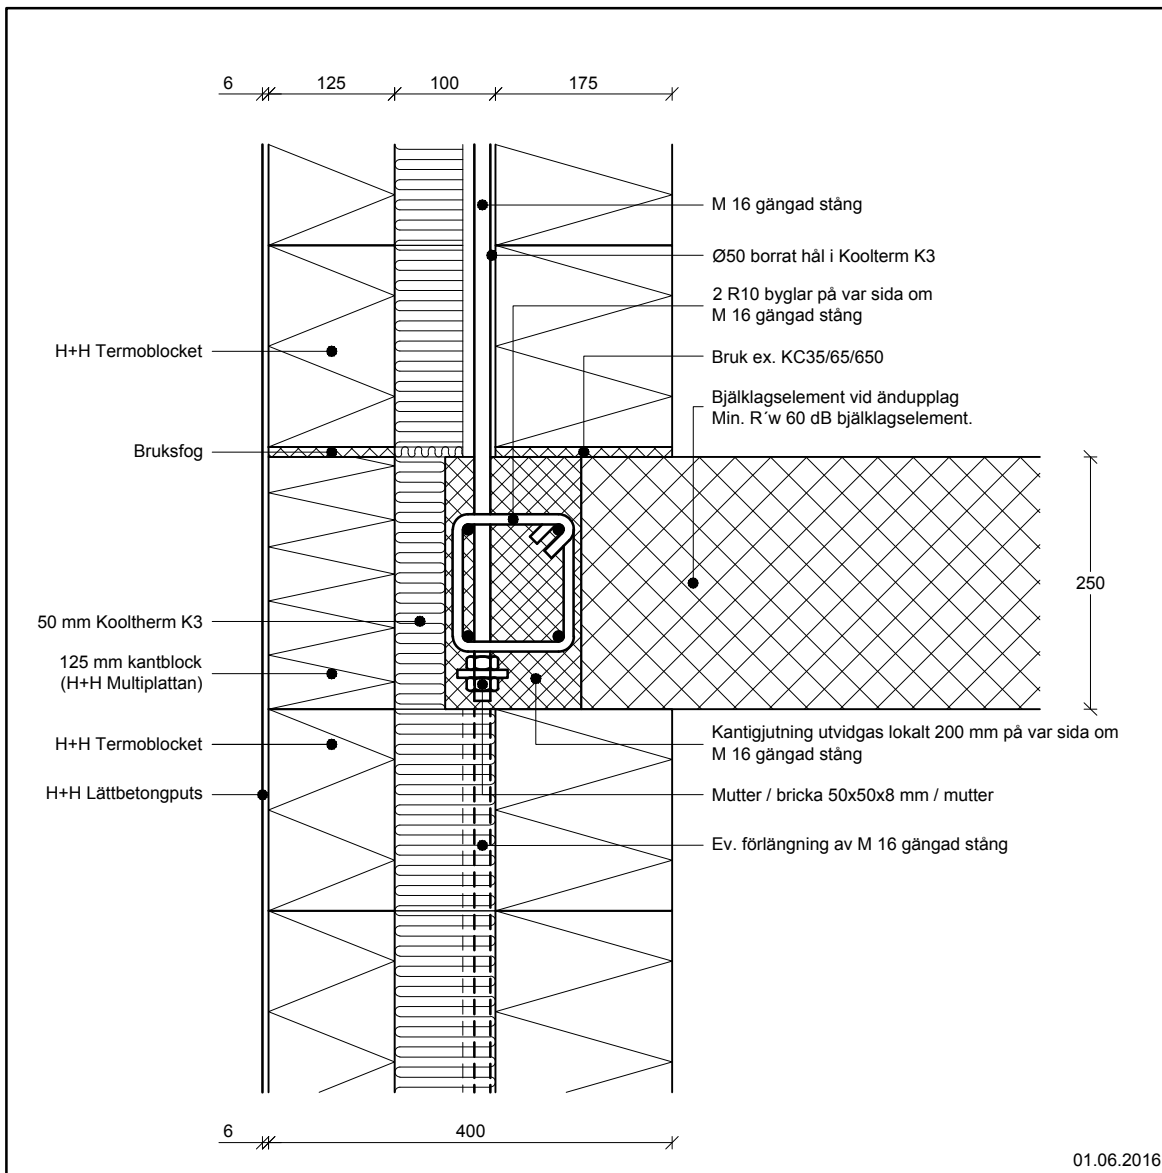 6 125 100 175
M 16 gängad stång
Ø50 borrat hål i Koolterm K3
2 R10 byglar på var sida om
M 16 gängad stång
H+H Termoblocket
Bruk ex. KC35/65/650
Bjälklagselement vid ändupplag
Min. R´w 60 dB bjälklagselement.
Bruksfog
250
50 mm Kooltherm K3
125 mm kantblock
(H+H Multiplattan)
H+H Termoblocket
Kantigjutning utvidgas lokalt 200 mm på var sida om
M 16 gängad stång
H+H Lättbetongputs
Mutter / bricka 50x50x8 mm / mutter
Ev. förlängning av M 16 gängad stång
6 400
01.06.2016